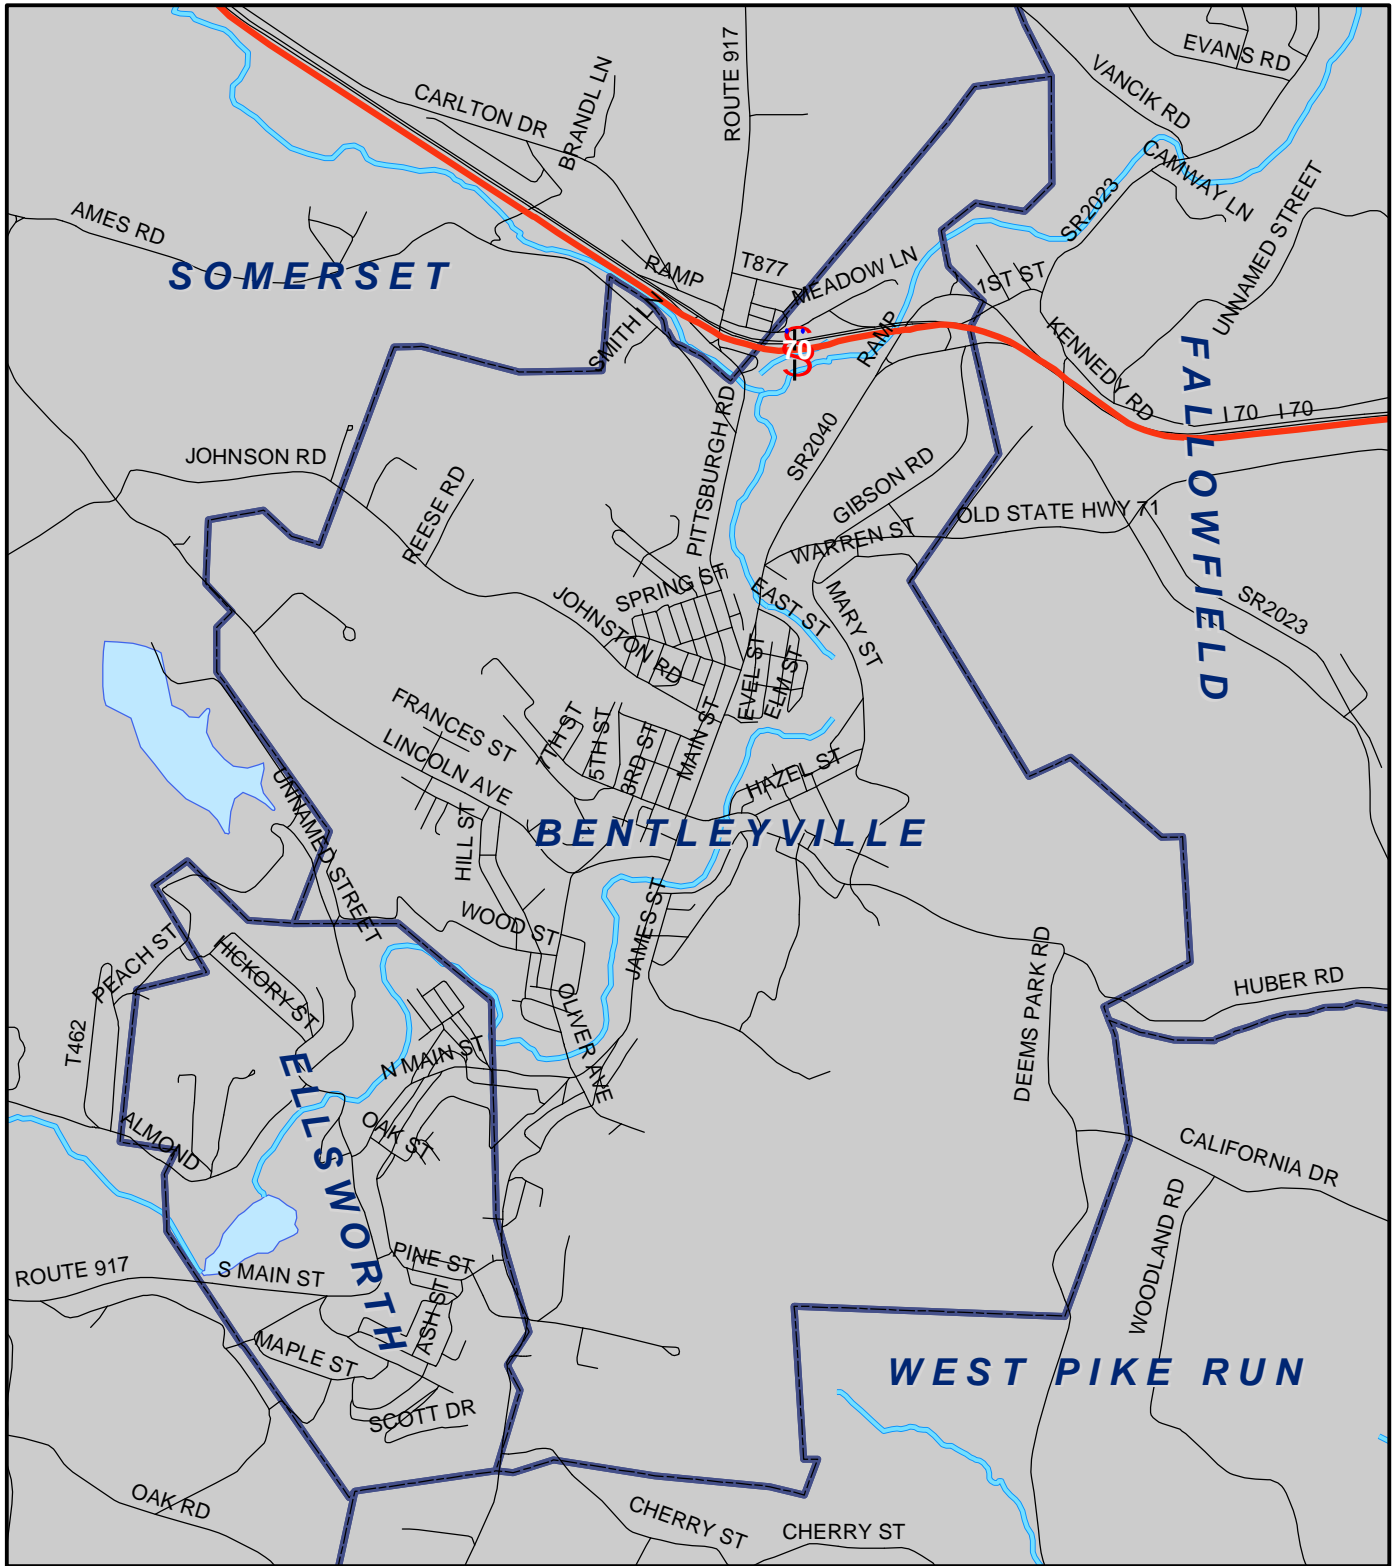 EVANS RD
VANCIK RD
ROUTE 917
BRANDL LN
CARLTON DR
CAMWAY LN
SR2023
UNNAMED STREET
AMES RD
SOMERSET
RAMP
T877
MEADOW LN
1ST ST
SMITH LN
70
RAMP
KENNEDY RD
FALLOWFIELD
I 70
I 70
PITTSBURGH RD
SR2040
JOHNSON RD
REESE RD
GIBSON RD
OLD STATE HWY 71
WARREN ST
SPRING ST
EAST ST
MARY ST
JOHNSTON RD
SR2023
EVEL ST
ELM ST
FRANCES ST
LINCOLN AVE
7TH ST
5TH ST
3RD ST
MAIN ST
HAZEL ST
UNNAMED STREET
HILL ST
BENTLEYVILLE
WOOD ST
JAMES ST
PEACH ST
HICKORY ST
DEEMS PARK RD
HUBER RD
T462
OLIVER AVE
N MAIN ST
ELLSWORTH
OAK ST
ALMOND
CALIFORNIA DR
WOODLAND RD
ROUTE 917
S MAIN ST
PINE ST
ASH ST
MAPLE ST
WEST PIKE RUN
SCOTT DR
OAK RD
CHERRY ST
CHERRY ST